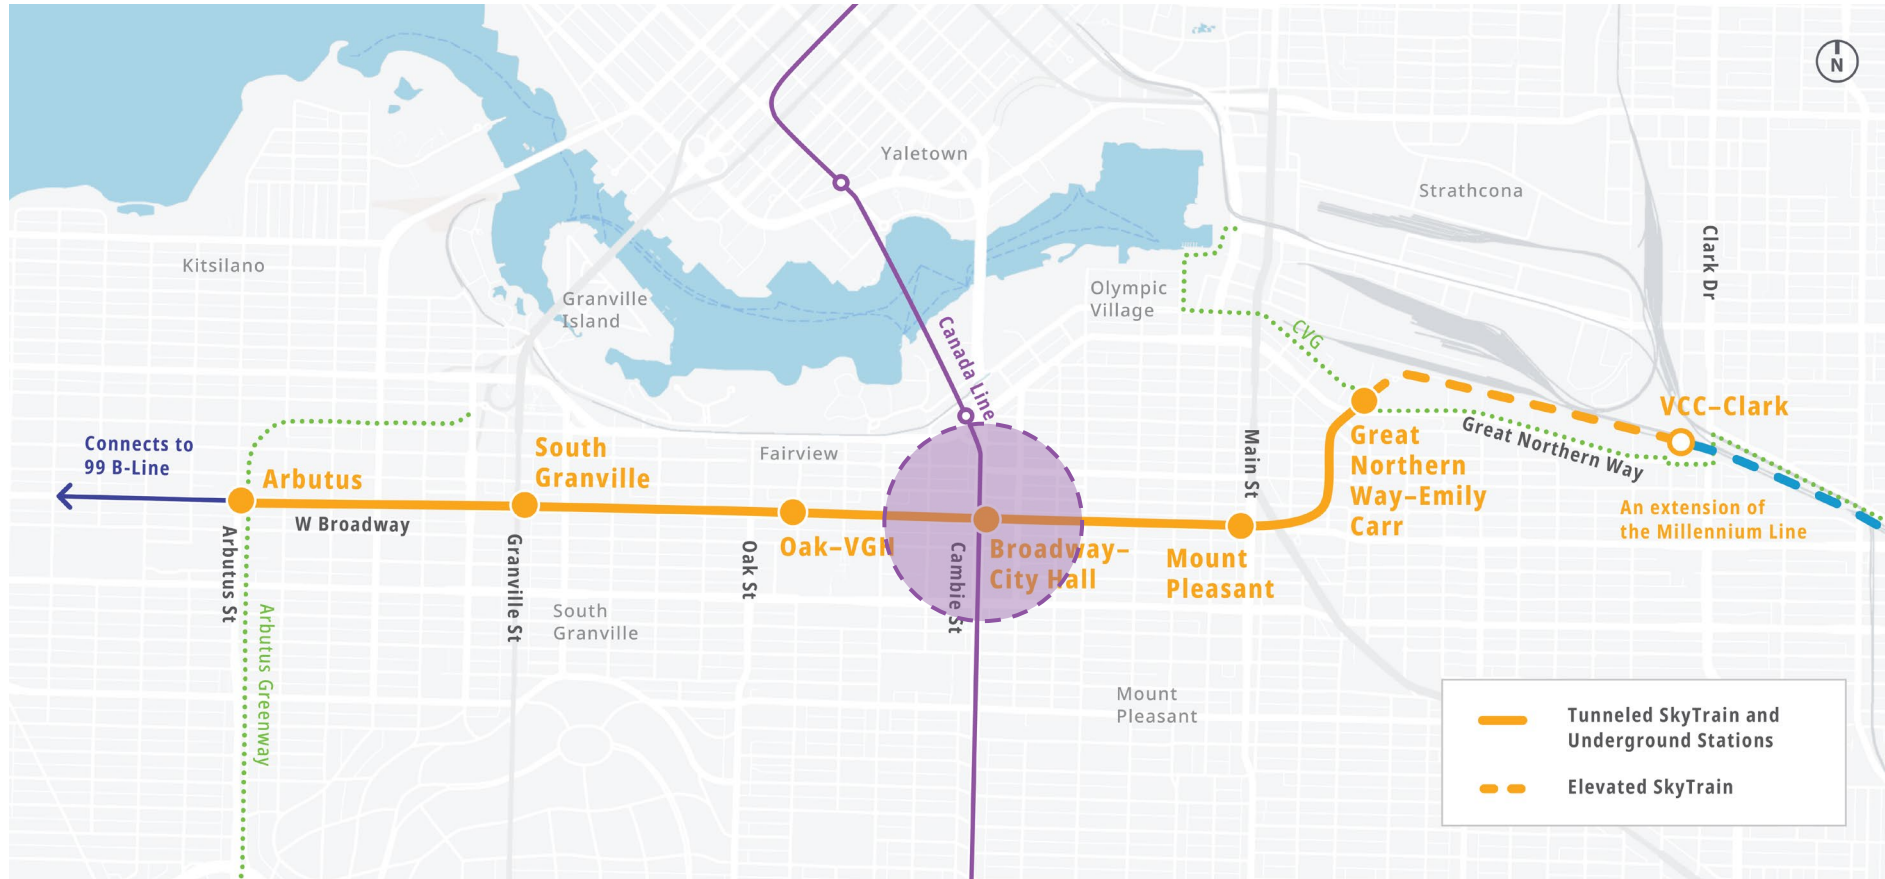 N
Yaletown
Strathcona
Clark Dr
Kitsilano
Granville
Island
Olympic
Village
Canada Line
CVG
VCC–Clark
Great Northern Way
Great
Northern
Way–Emily
Carr
Main St
Connects to
99 B-Line
Arbutus
South
Granville
Fairview
W Broadway
Arbutus St
Granville St
Oak St
Oak–VGH
Cambie St
Broadway–
City Hall
Mount
Pleasant
An extension of
the Millennium Line
Arbutus Greenway
South
Granville
Mount
Pleasant
Tunneled SkyTrain and
Underground Stations
Elevated SkyTrain